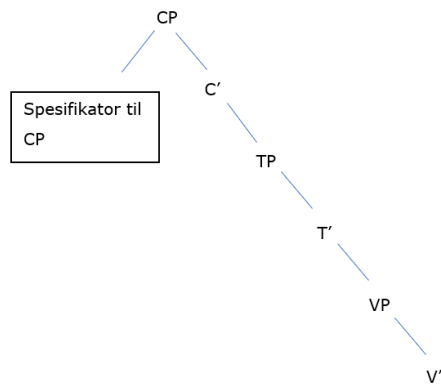 CP
Spesifikator til
CP
C’
TP
T’
VP
V’